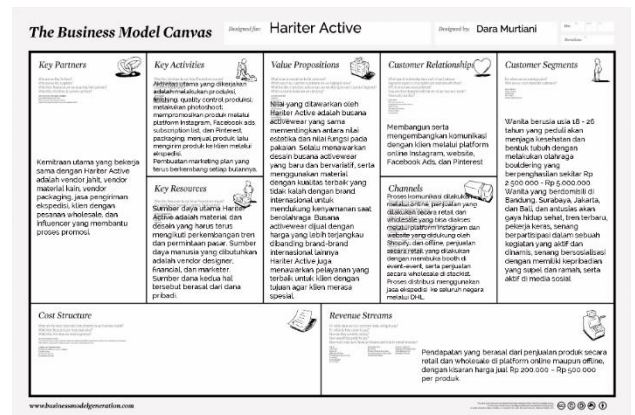 The Business Model Canvas
Designed for:
Hariter Active
Designed by:
Dara Murtiani
Key Partners
Kemitraan utama yang bekerja
sama dengan Hariter Active
adalah vendor jahit, vendor
material kain, vendor
packaging, jasa pengiriman
ekspedisi, klien dengan
pesanan wholesale, dan
influencer yang membantu
proses promosi.
Key Activities
Aktivitas utama yang dikerjakan
adalah melakukan produksi,
finishing, quality control produksi,
melakukan photoshoot,
mempromosikan produk melalui
platform Instagram, Facebook ads,
subscription list, dan Pinterest,
packaging, menjual produk, lalu
mengirim produk ke klien melalui
ekspedisi.
Pembuatan marketing plan yang
terus berkembang setiap bulannya.
Key Resources
Sumber daya utama Hariter
Active adalah material dan
desain yang harus terus
mengikuti perkembangan tren
dan permintaan pasar. Sumber
daya manusia yang dibutuhkan
adalah vendor designer,
financial, dan marketer.
Sumber dana kedua hal
tersebut berasal dari dana
pribadi.
Value Propositions
Nilai yang ditawarkan oleh
Hariter Active adalah busana
activewear yang sama
mementingkan antara nilai
estetika dan nilai fungsi pada
pakaian. Selalu menawarkan
desain busana activewear
yang baru dan bervariatif, serta
menggunakan material
dengan kualitas terbaik yang
tidak kalah dengan brand
internasional untuk
mendukung kenyamanan saat
berolahraga. Busana
activewear dijual dengan
harga yang lebih terjangkau
dibanding brand-brand
internasional lainnya.
Hariter Active juga
menawarkan pelayanan yang
terbaik untuk klien dengan
tujuan agar klien merasa
spesial.
Customer Relationships
Membangun serta
mengembangkan komunikasi
dengan klien melalui platform
online Instagram, website,
Facebook Ads, dan Pinterest
Channels
Proses komunikasi dilakukan
melalui online, penjualan yang
dilakukan secara retail dan
wholesale yang bisa diakses
melalui platform Instagram dan
website yang didukung oleh
Shopify, dan offline, penjualan
secara retail yang dilakukan
dengan membuka booth di
event-event, serta penjualan
secara wholesale di stockist.
Proses distribusi menggunakan
jasa ekspedisi ke seluruh negara
melalui DHL.
Customer Segments
Wanita berusia usia 18 - 26
tahun yang peduli akan
menjaga kesehatan dan
bentuk tubuh dengan
melakukan olahraga
bouldering yang
berpenghasilan sekitar Rp
2.500.000 - Rp 5.000.000.
Wanita yang berdomisili di
Bandung, Surabaya, Jakarta,
dan Bali, dan antusias akan
gaya hidup sehat, tren terbaru,
pekerja keras, senang
berpartisipasi dalam sebuah
kegiatan yang aktif dan
dinamis, senang bersosialisasi
dengan memiliki kepribadian
yang supel dan ramah, serta
aktif di media sosial.
Cost Structure
Revenue Streams
Pendapatan yang berasal dari penjualan produk secara
retail dan wholesale di platform online maupun offline,
dengan kisaran harga jual Rp 200.000 - Rp 500.000
per produk
www.businessmodelgeneration.com